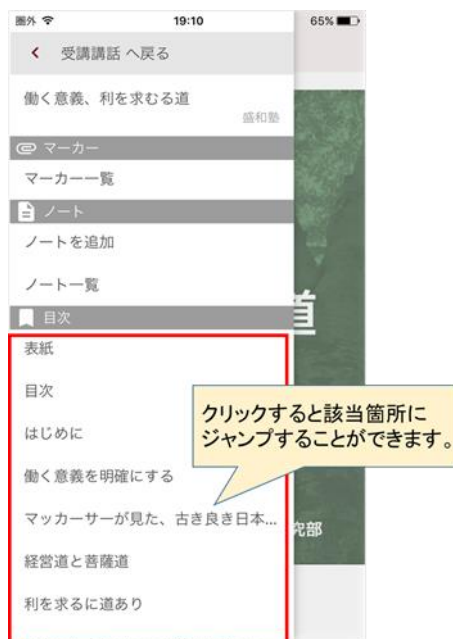 圏外 19:10 65%
受講講話 へ戻る
働く意義、利を求むる道
盛和塾
マーカー
マーカー一覧
ノート
ノートを追加
ノート一覧
目次
道
表紙
目次
クリックすると該当箇所に
ジャンプすることができます。
はじめに
働く意義を明確にする
マッカーサーが見た、古き良き日本...
究部
経営道と菩薩道
利を求るに道あり